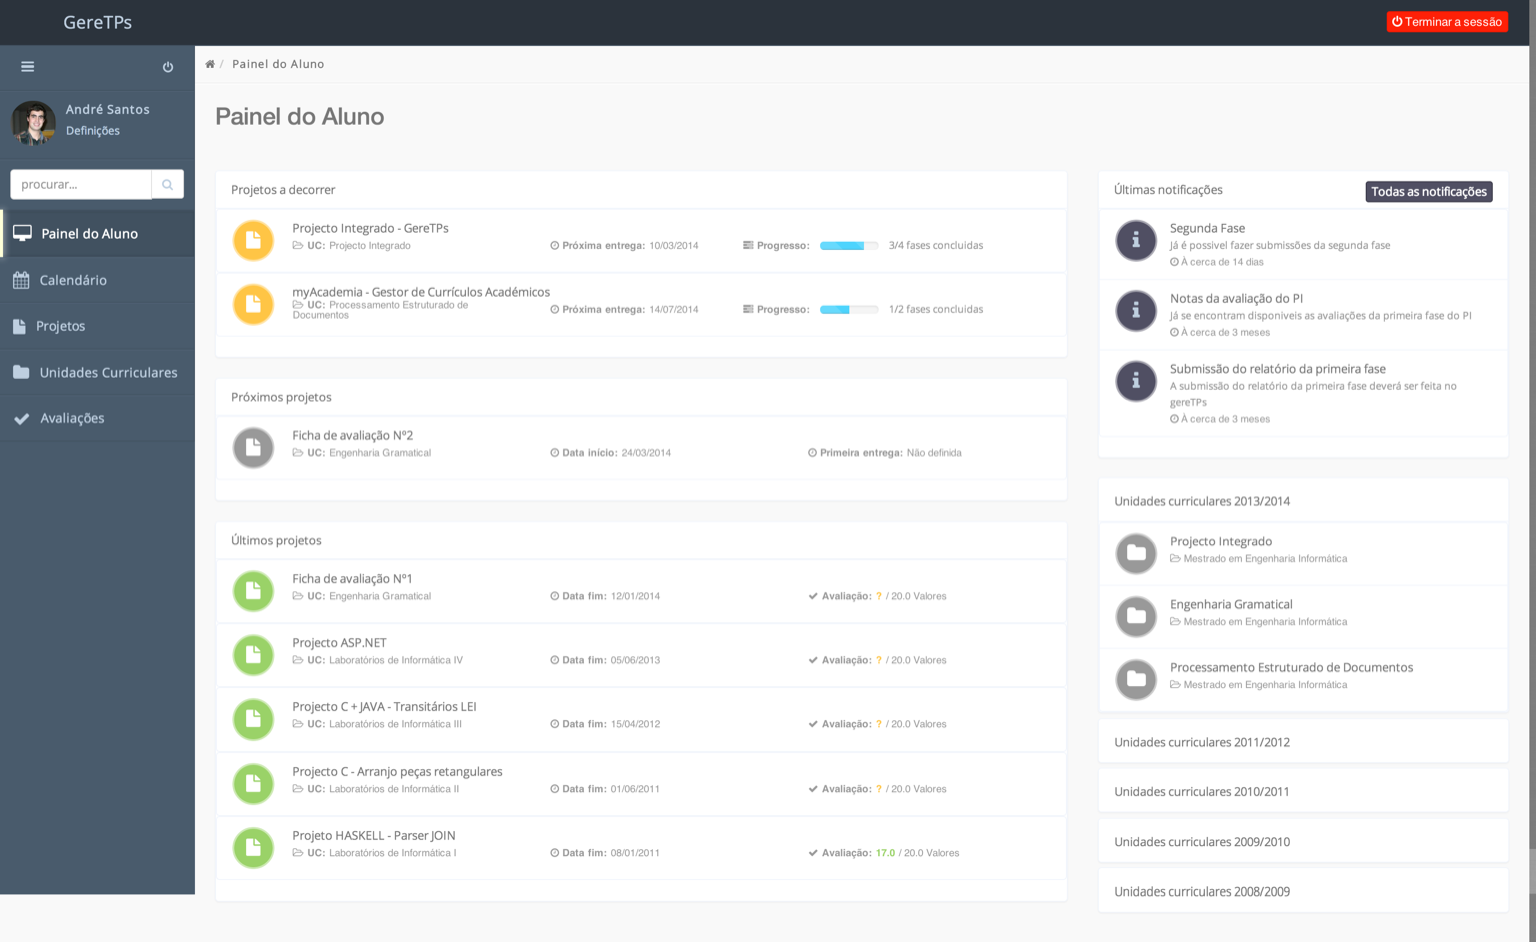 GereTPs
Terminar a sessão
André Santos
Definições
procurar...
Painel do Aluno
Calendário
Projetos
Unidades Curriculares
Avaliações
/ Painel do Aluno
Painel do Aluno
Projetos a decorrer
Projecto Integrado - GereTPs
UC: Projecto Integrado
Próxima entrega: 10/03/2014
Progresso: 3/4 fases concluidas
myAcademia - Gestor de Currículos Académicos
UC: Processamento Estruturado de
Documentos
Próxima entrega: 14/07/2014
Progresso: 1/2 fases concluidas
Próximos projetos
Ficha de avaliação Nº2
UC: Engenharia Gramatical
Data início: 24/03/2014
Primeira entrega: Não definida
Últimos projetos
Ficha de avaliação Nº1
UC: Engenharia Gramatical
Data fim: 12/01/2014
Avaliação: ? / 20.0 Valores
Projecto ASP.NET
UC: Laboratórios de Informática IV
Data fim: 05/06/2013
Avaliação: ? / 20.0 Valores
Projecto C + JAVA - Transitários LEI
UC: Laboratórios de Informática III
Data fim: 15/04/2012
Avaliação: ? / 20.0 Valores
Projecto C - Arranjo peças retangulares
UC: Laboratórios de Informática II
Data fim: 01/06/2011
Avaliação: ? / 20.0 Valores
Projeto HASKELL - Parser JOIN
UC: Laboratórios de Informática I
Data fim: 08/01/2011
Avaliação: 17.0 / 20.0 Valores
Últimas notificações
Todas as notificações
Segunda Fase
Já é possivel fazer submissões da segunda fase
À cerca de 14 dias
Notas da avaliação do PI
Já se encontram disponiveis as avaliações da primeira fase do PI
À cerca de 3 meses
Submissão do relatório da primeira fase
A submissão do relatório da primeira fase deverá ser feita no
gereTPs
À cerca de 3 meses
Unidades curriculares 2013/2014
Projecto Integrado
Mestrado em Engenharia Informática
Engenharia Gramatical
Mestrado em Engenharia Informática
Processamento Estruturado de Documentos
Mestrado em Engenharia Informática
Unidades curriculares 2011/2012
Unidades curriculares 2010/2011
Unidades curriculares 2009/2010
Unidades curriculares 2008/2009